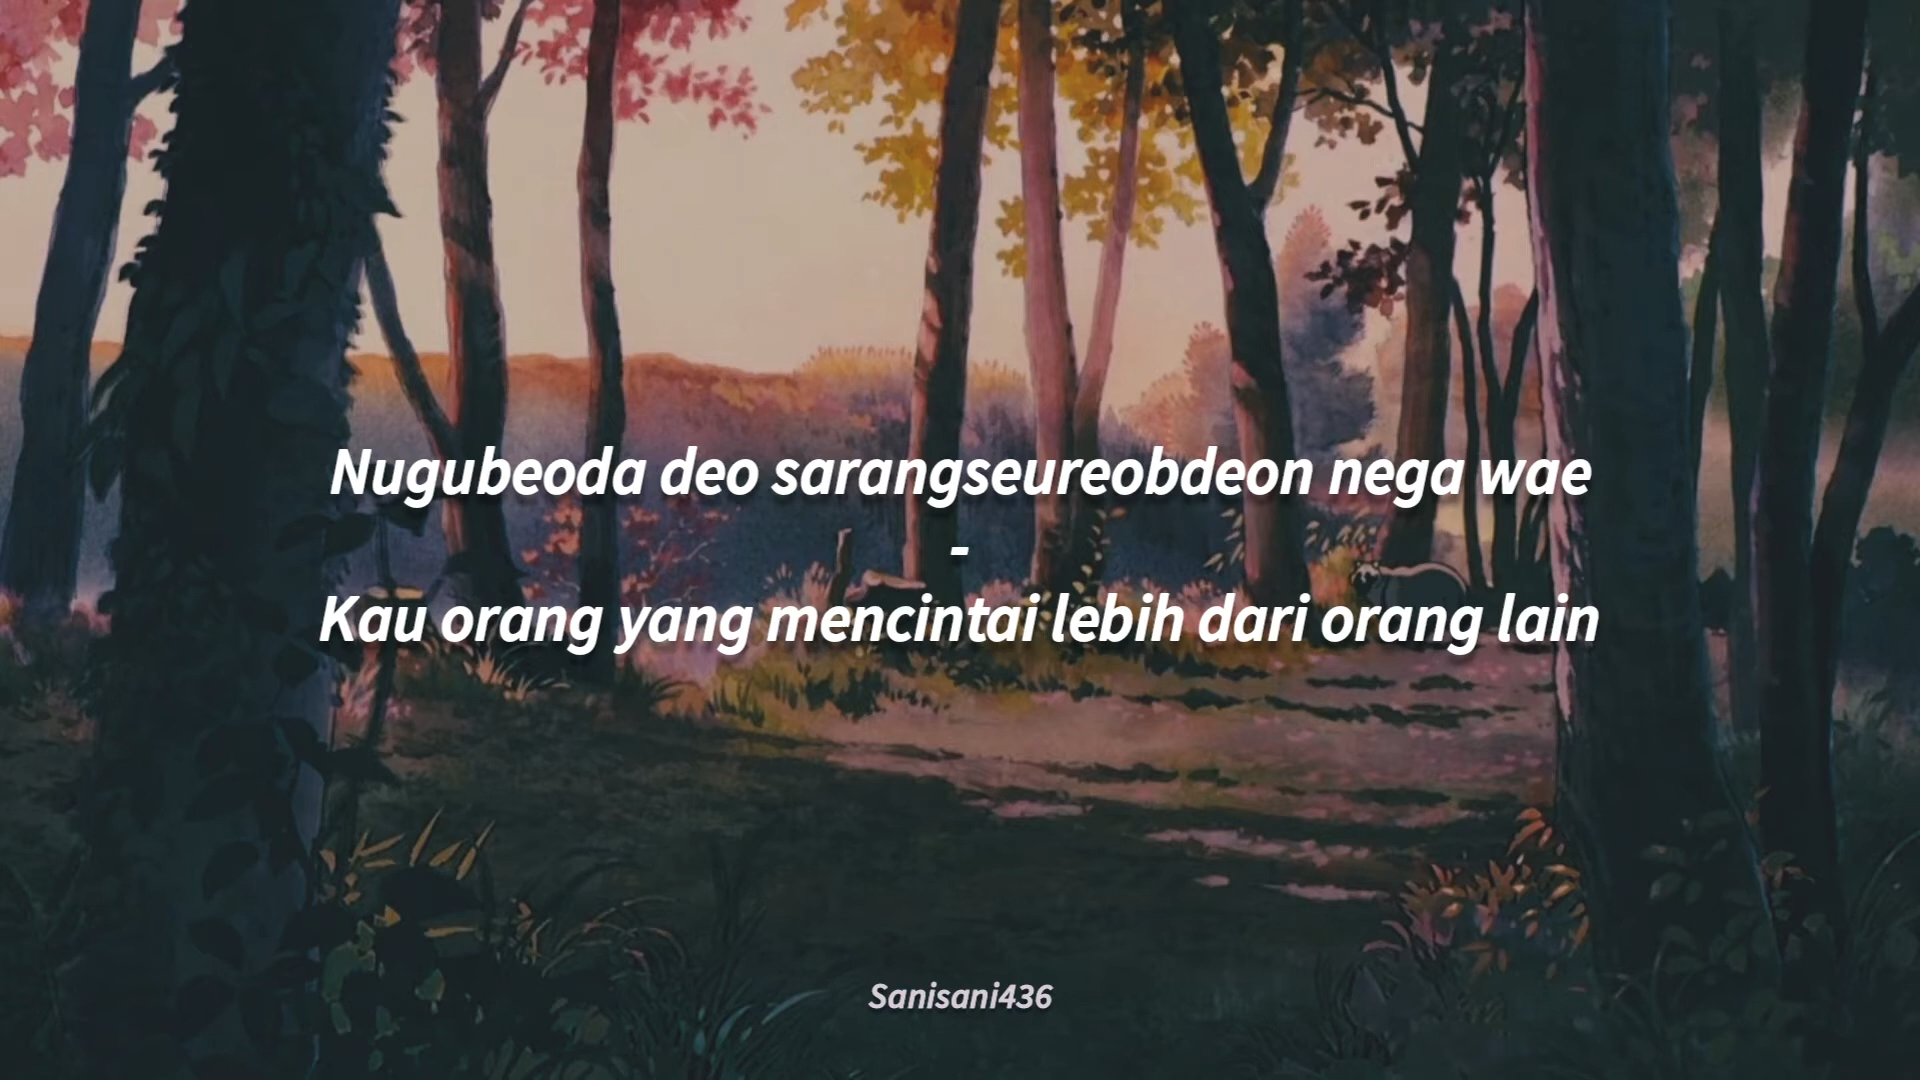 Nugubeoda deo sarangseureobdeon nega wae
-
Kau orang yang mencintai lebih dari orang lain
Sanisani436